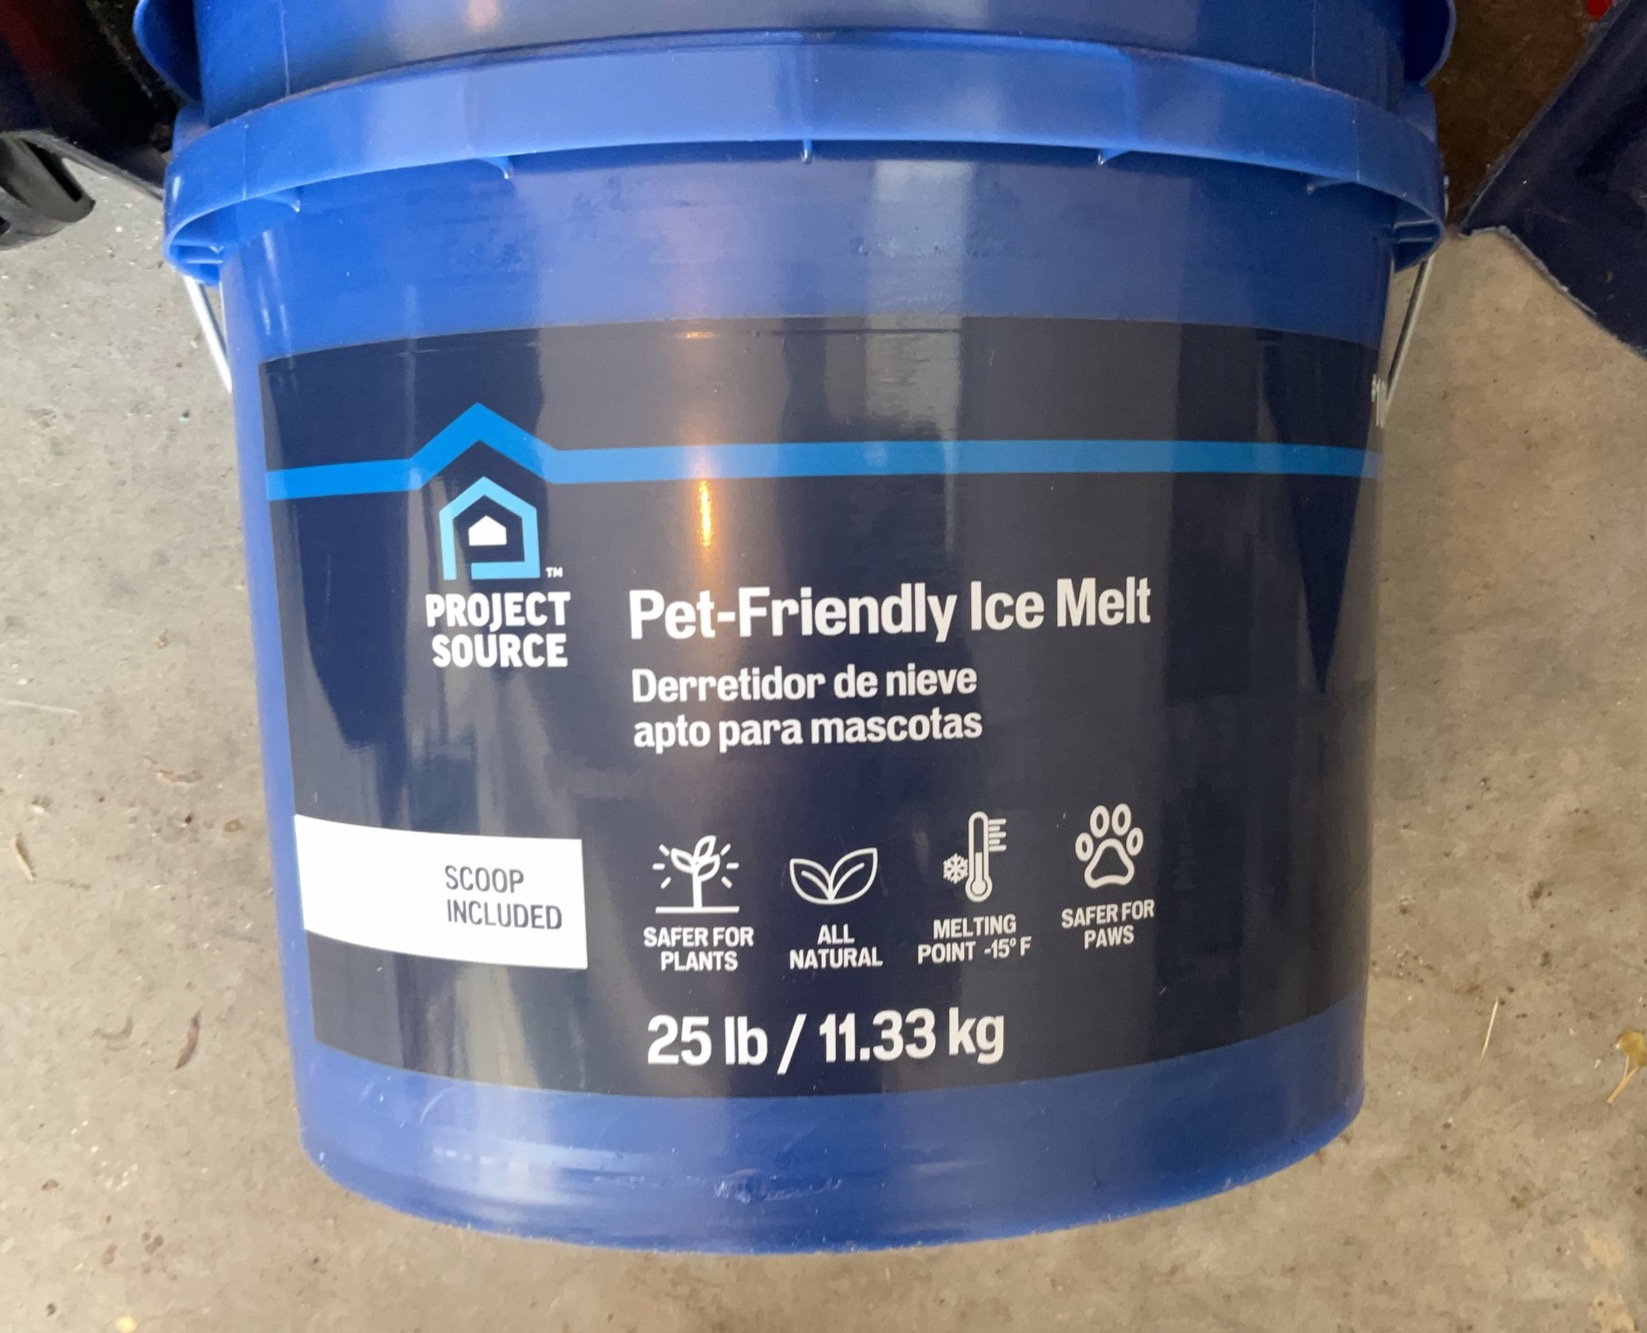 PROJECT
SOURCE
™
Pet-Friendly Ice Melt
Derretidor de nieve
apto para mascotas
SCOOP
INCLUDED
SAFER FOR
PLANTS
ALL
NATURAL
MELTING
POINT -15° F
SAFER FOR
PAWS
25 lb / 11.33 kg